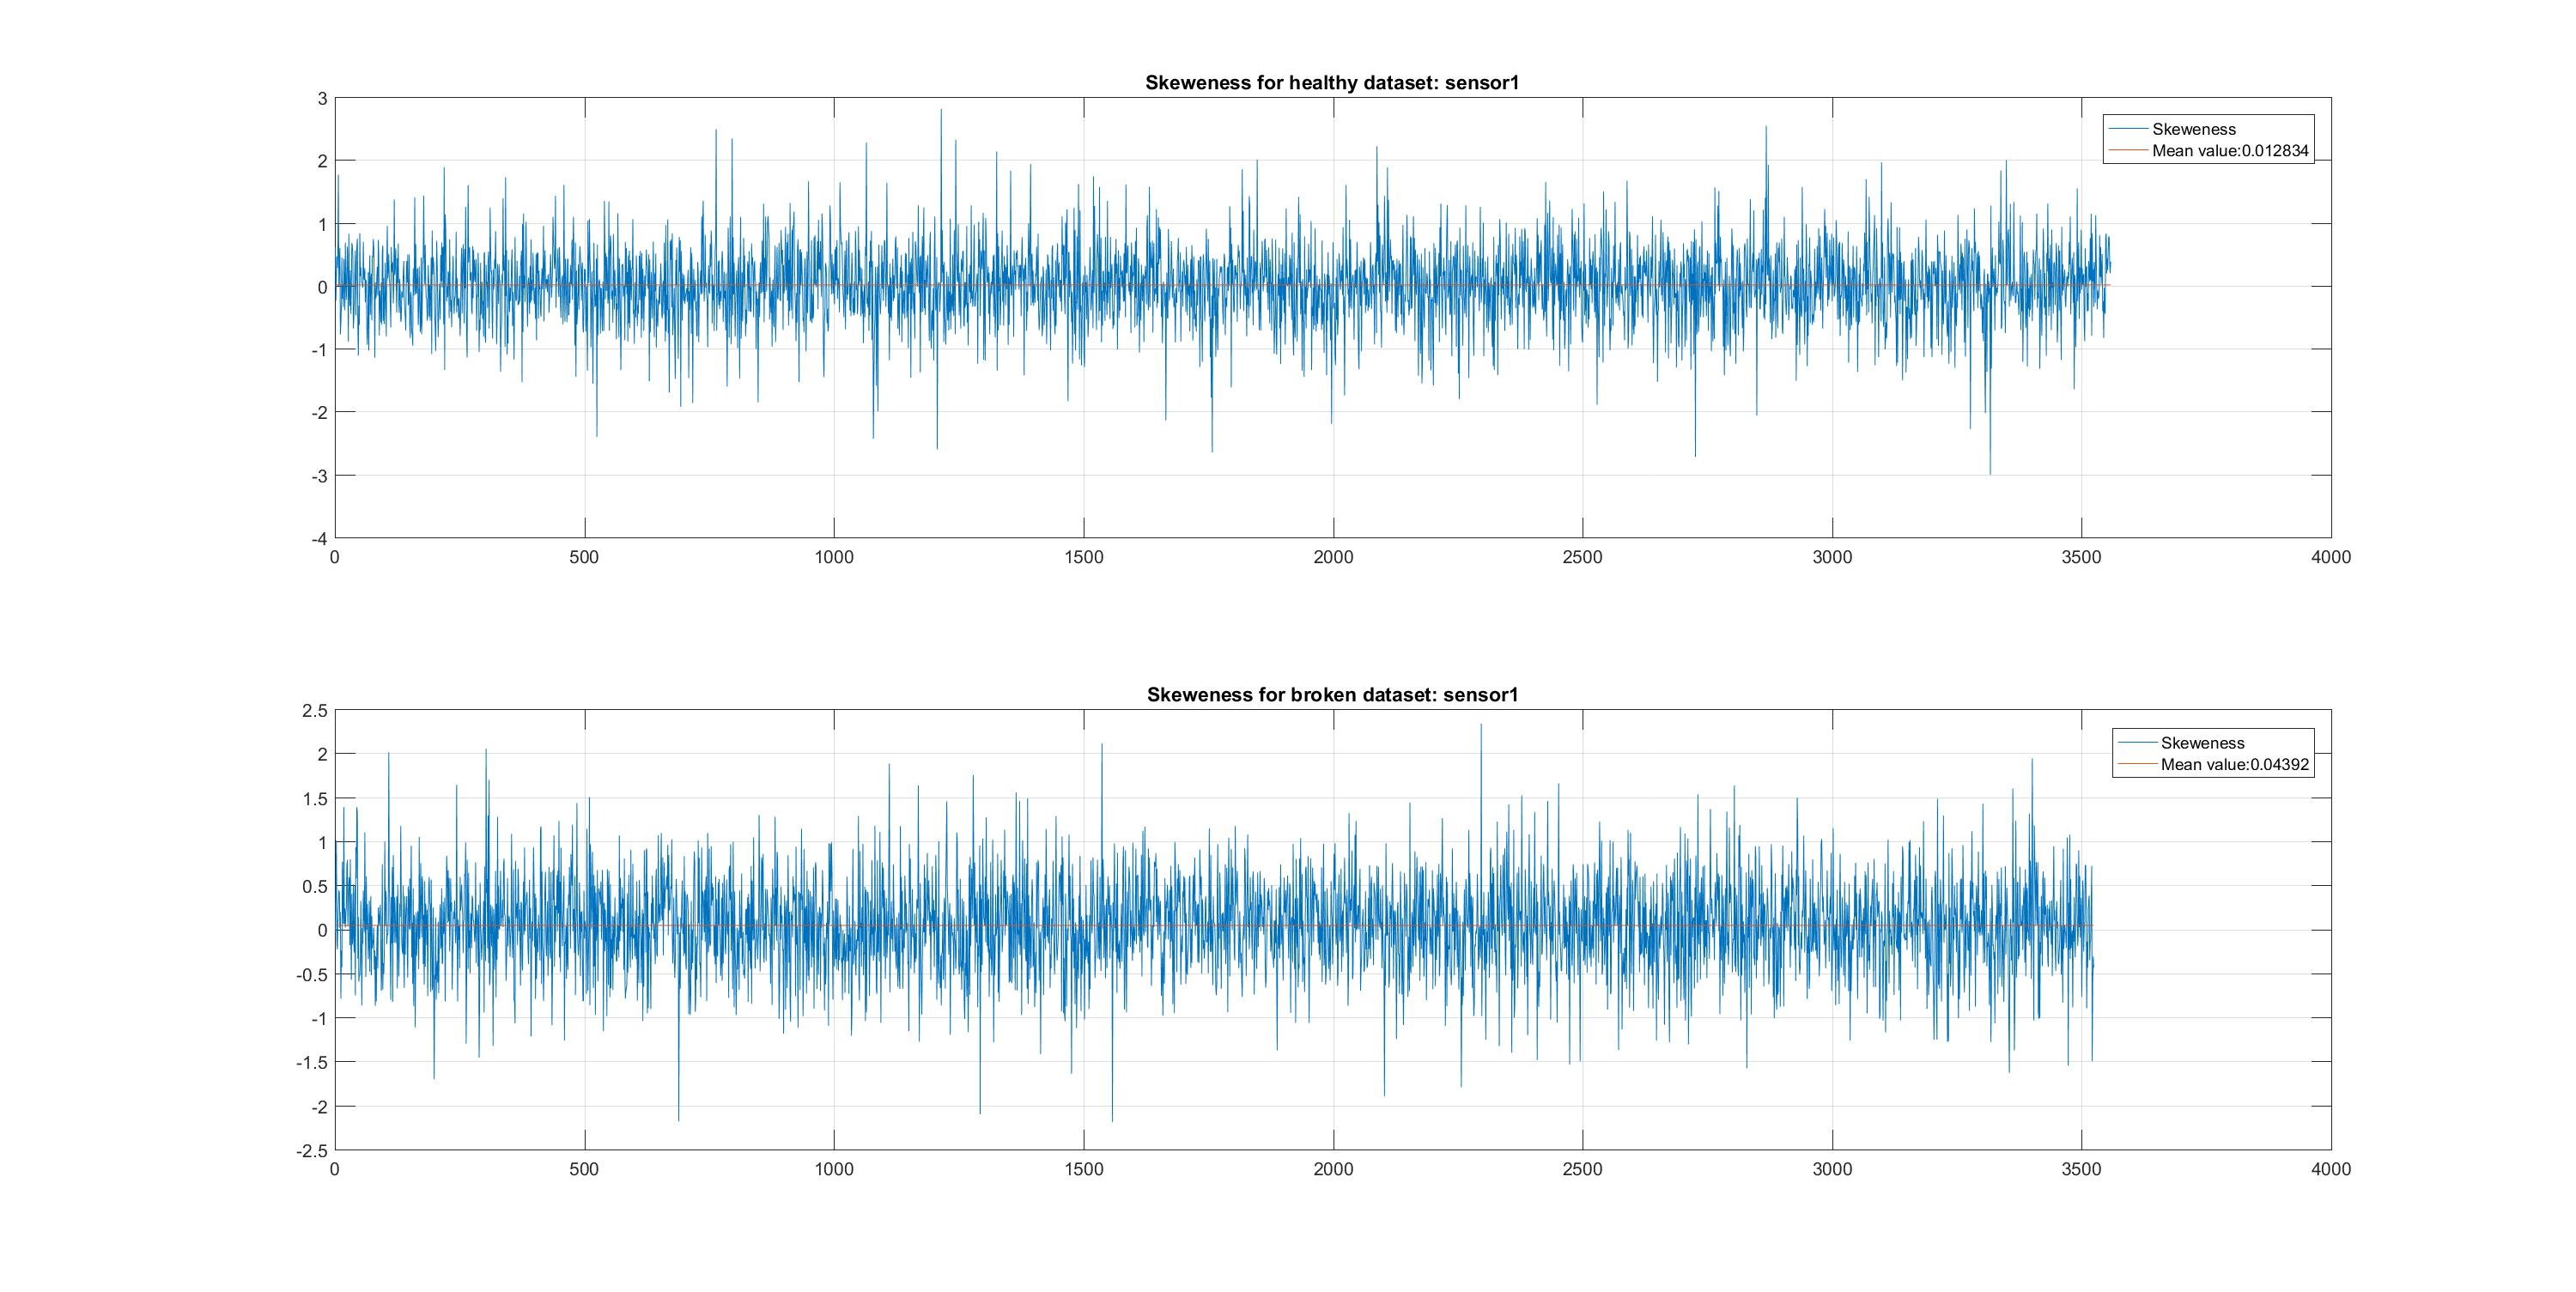 Skeweness for healthy dataset: sensor1
3
2
1
0
-1
-2
-3
-4
Skeweness
Mean value:0.012834
0 500 1000 1500 2000 2500 3000 3500 4000
Skeweness for broken dataset: sensor1
2.5
2
1.5
1
0.5
0
-0.5
-1
-1.5
-2
-2.5
Skeweness
Mean value:0.04392
0 500 1000 1500 2000 2500 3000 3500 4000